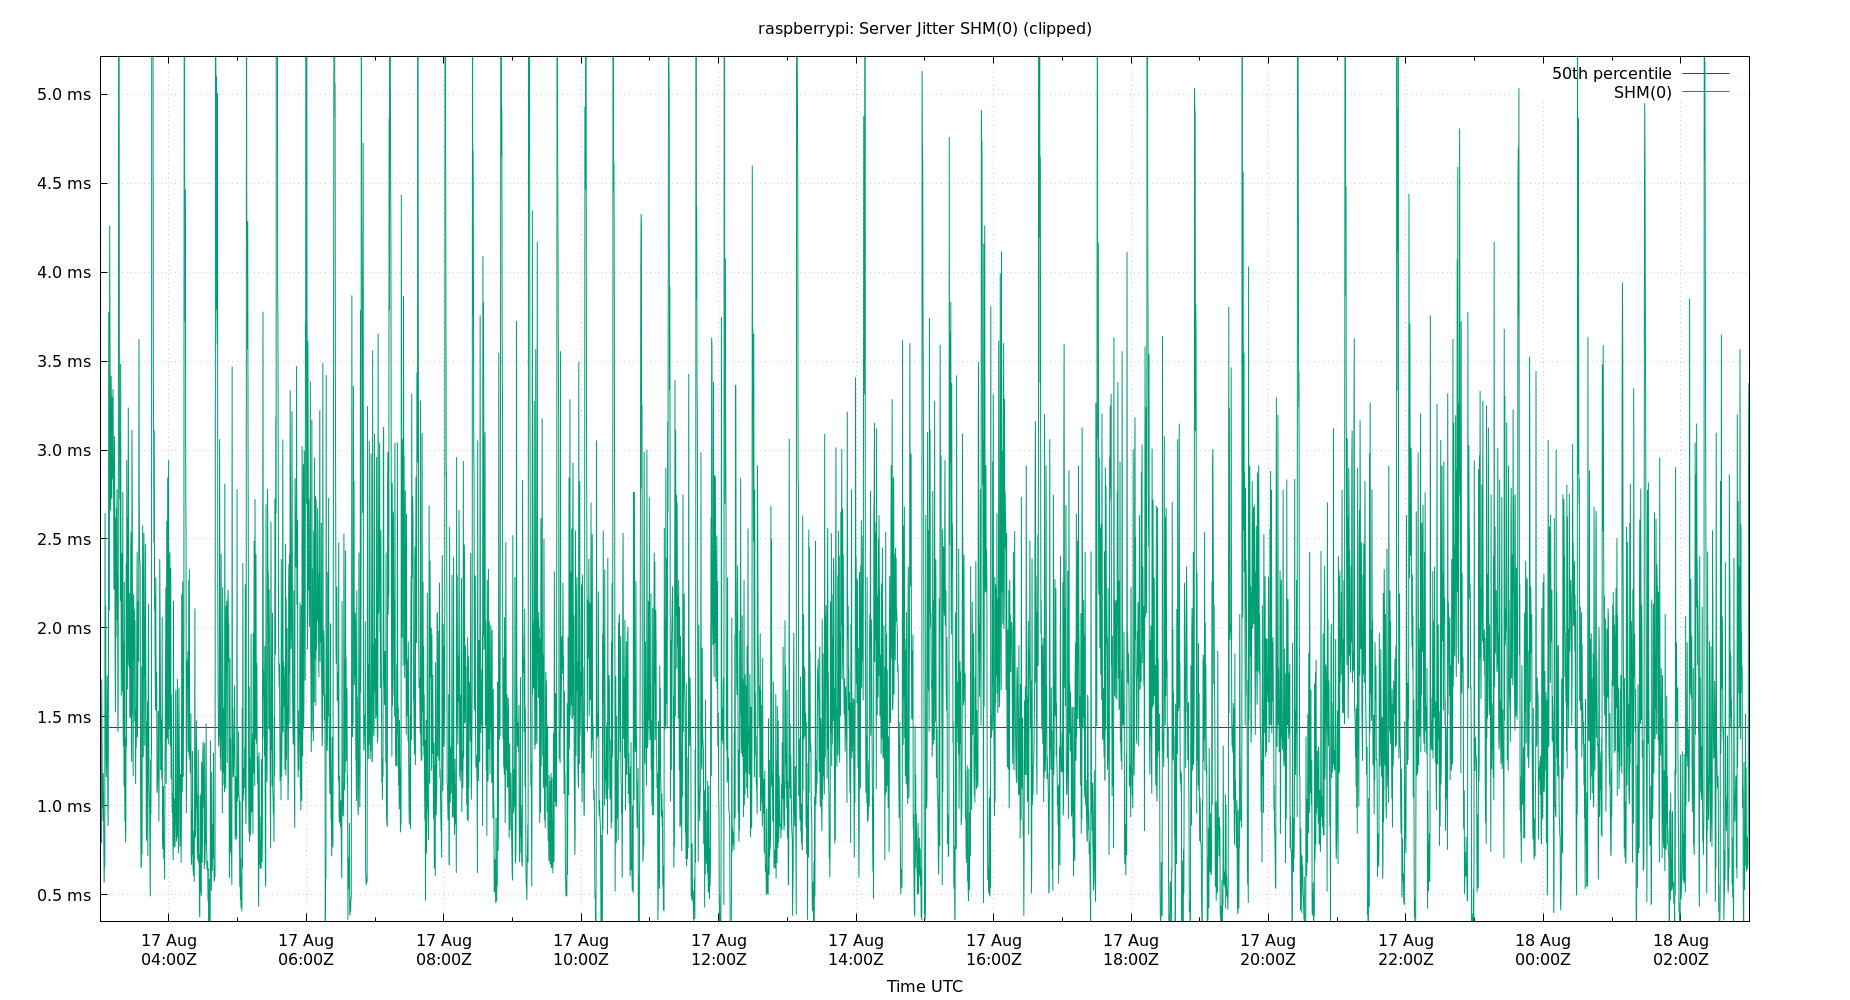 raspberrypi: Server Jitter SHM(0) (clipped)
50th percentile
SHM(0)
5.0 ms
4.5 ms
4.0 ms
3.5 ms
3.0 ms
2.5 ms
2.0 ms
1.5 ms
1.0 ms
0.5 ms
17 Aug 17 Aug 17 Aug 17 Aug 17 Aug 17 Aug 17 Aug 17 Aug 17 Aug 17 Aug 18 Aug 18 Aug
04:00Z 06:00Z 08:00Z 10:00Z 12:00Z 14:00Z 16:00Z 18:00Z 20:00Z 22:00Z 00:00Z 02:00Z
Time UTC